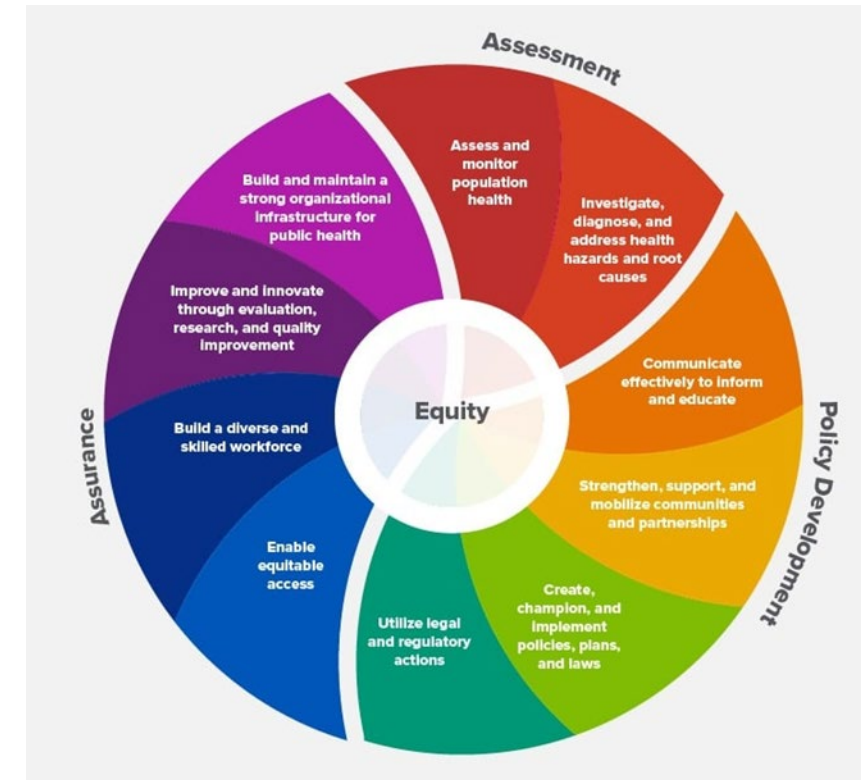 Assessment
Assess and
monitor
population
health
Investigate,
diagnose, and
address health
hazards and root
causes
Policy Development
Communicate
effectively to inform
and educate
Strengthen, support, and
mobilize communities
and partnerships
Create,
champion, and
implement
policies, plans,
and laws
Utilize legal
and regulatory
actions
Assurance
Enable
equitable
access
Build a diverse and
skilled workforce
Improve and innovate
through evaluation,
research, and quality
improvement
Build and maintain a
strong organizational
infrastructure for
public health
Equity